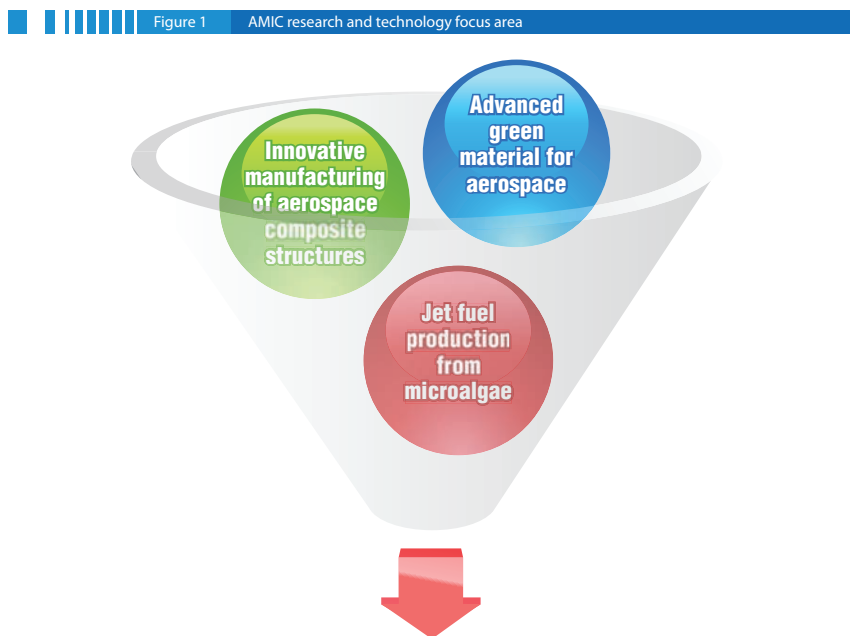 Figure 1
AMIC research and technology focus area
Advanced
green
material for
aerospace
Innovative
manufacturing
of aerospace
composite
structures
Jet fuel
production
from
microalgae